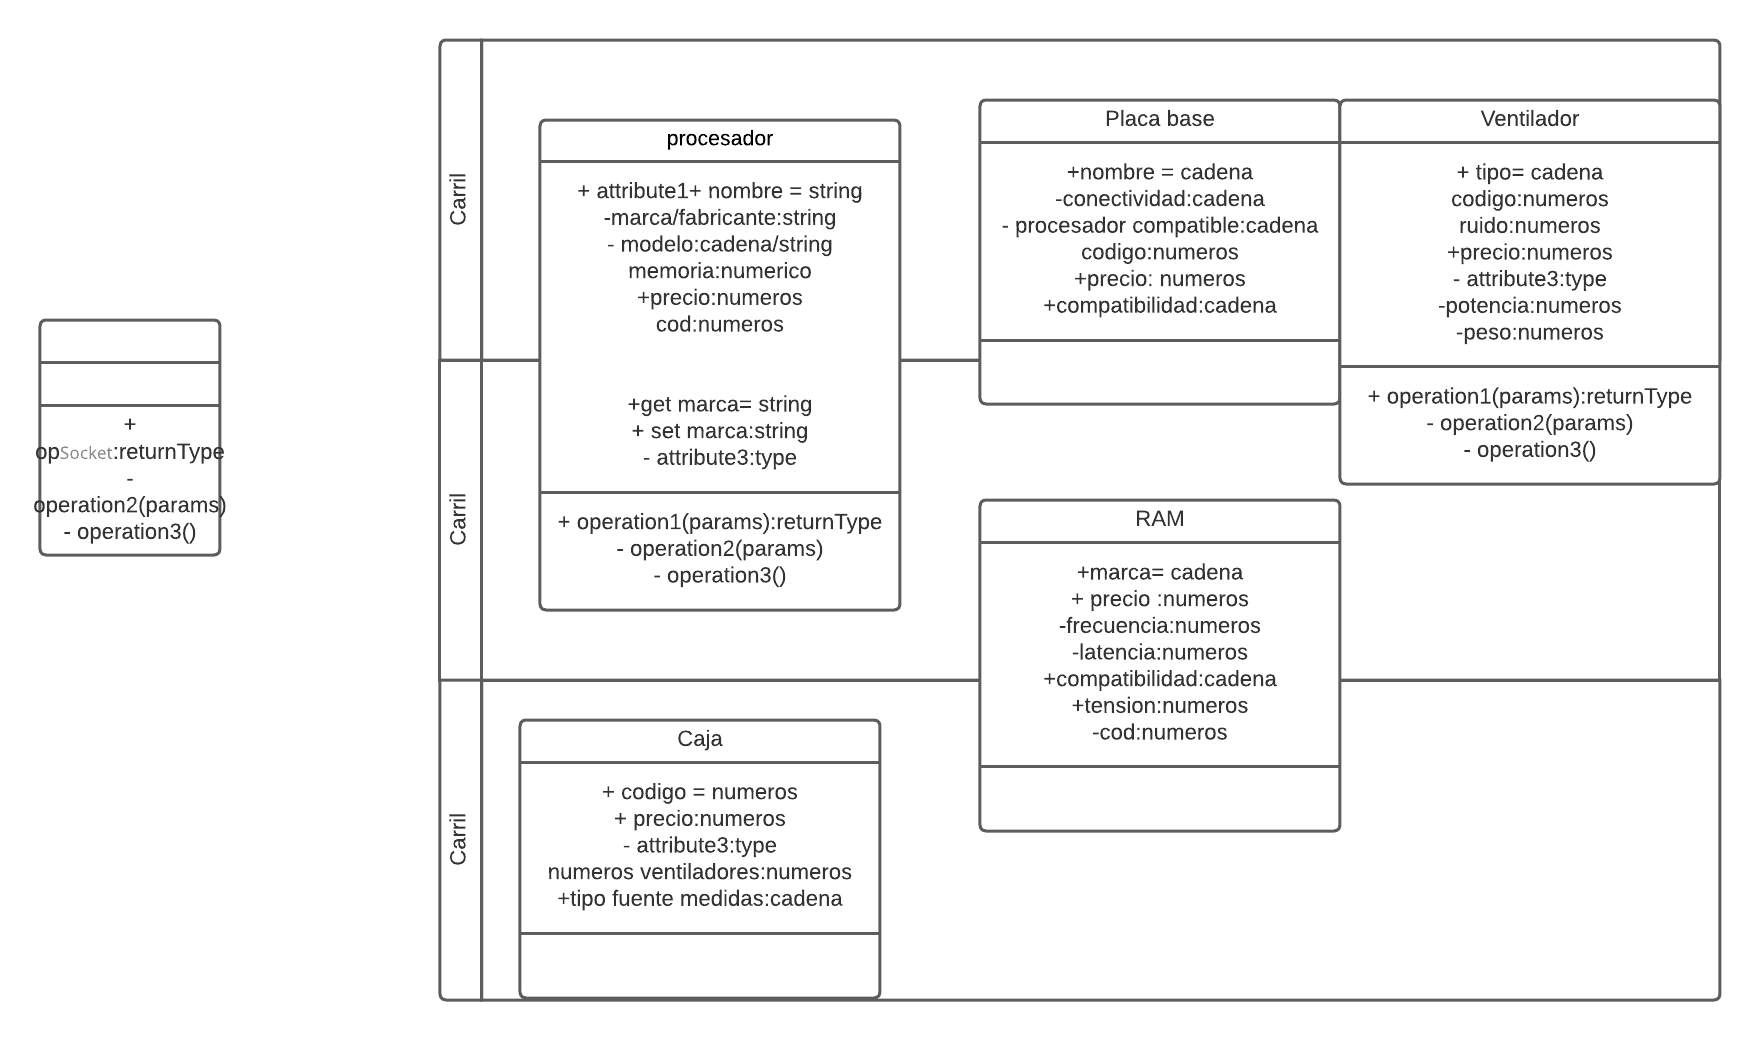 +
opSocket:returnType
-
operation2(params)
- operation3()
Carril
Carril
Carril
procesador
+ attribute1+ nombre = string
-marca/fabricante:string
- modelo:cadena/string
memoria:numerico
+precio:numeros
cod:numeros
+get marca= string
+ set marca:string
- attribute3:type
+ operation1(params):returnType
- operation2(params)
- operation3()
Placa base
+nombre = cadena
-conectividad:cadena
- procesador compatible:cadena
codigo:numeros
+precio: numeros
+compatibilidad:cadena
Ventilador
+ tipo= cadena
codigo:numeros
ruido:numeros
+precio:numeros
- attribute3:type
-potencia:numeros
-peso:numeros
+ operation1(params):returnType
- operation2(params)
- operation3()
RAM
+marca= cadena
+ precio :numeros
-frecuencia:numeros
-latencia:numeros
+compatibilidad:cadena
+tension:numeros
-cod:numeros
Caja
+ codigo = numeros
+ precio:numeros
- attribute3:type
numeros ventiladores:numeros
+tipo fuente medidas:cadena